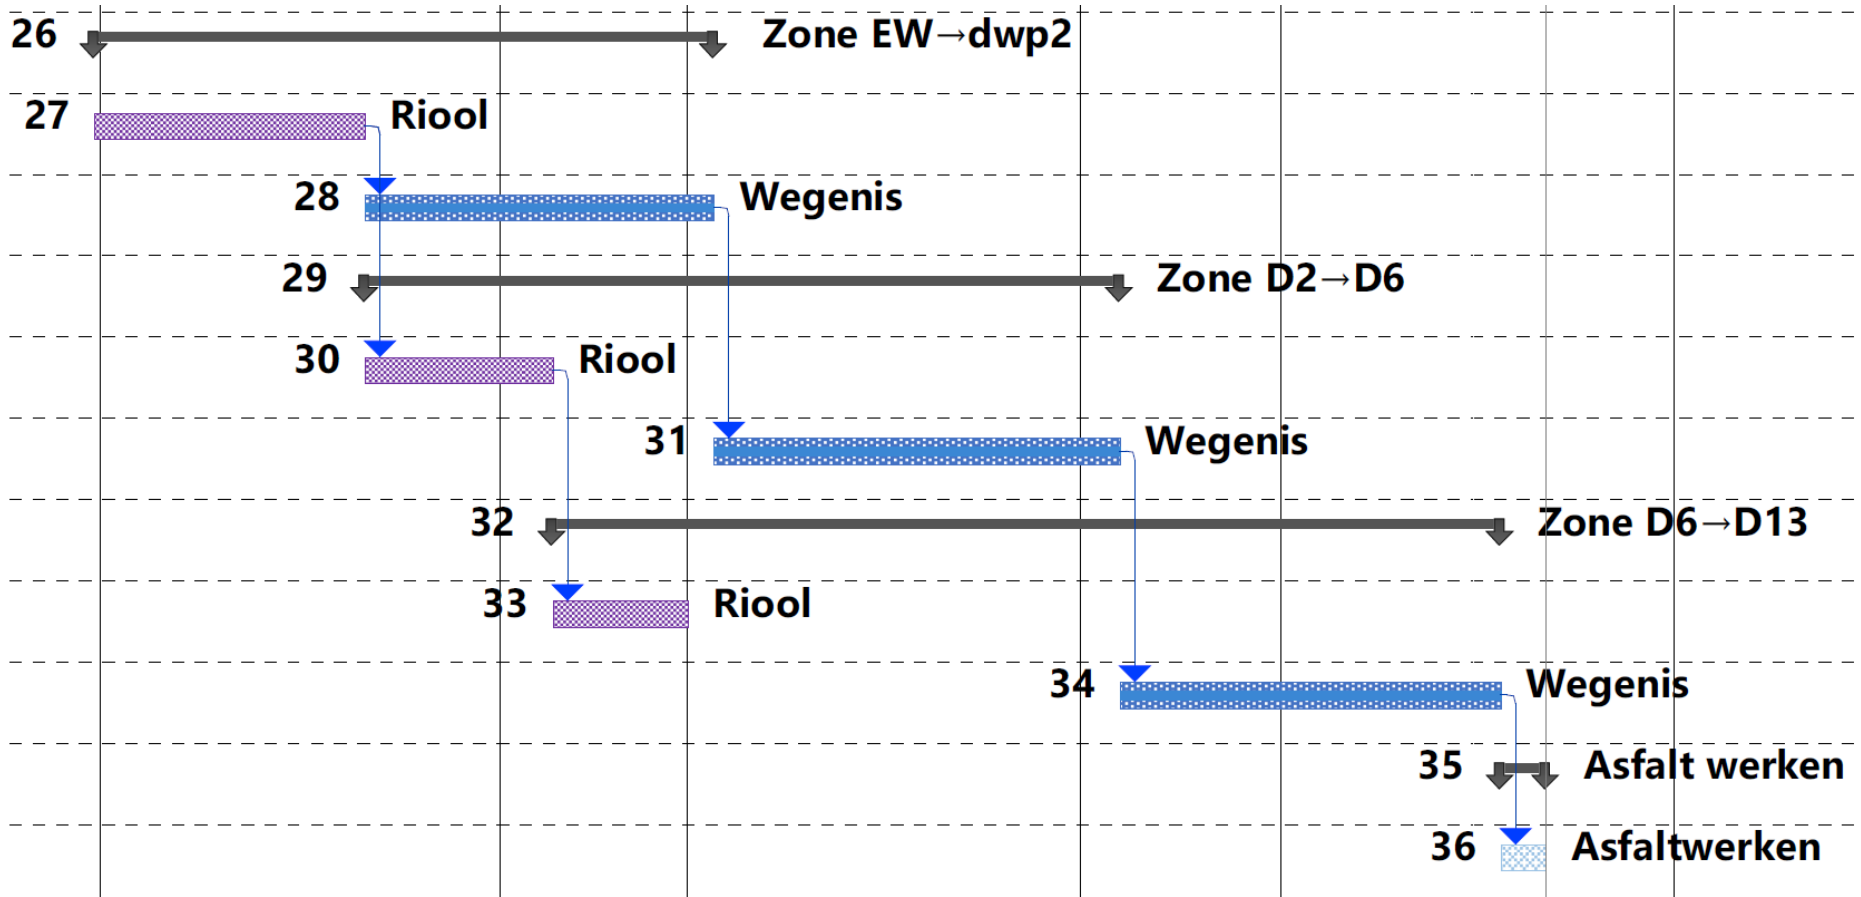 26 Zone EW→dwp2
27 Riool
28 Wegenis
29 Zone D2→D6
30 Riool
31 Wegenis
32 Zone D6→D13
33 Riool
34 Wegenis
35 Asfalt werken
36 Asfaltwerken